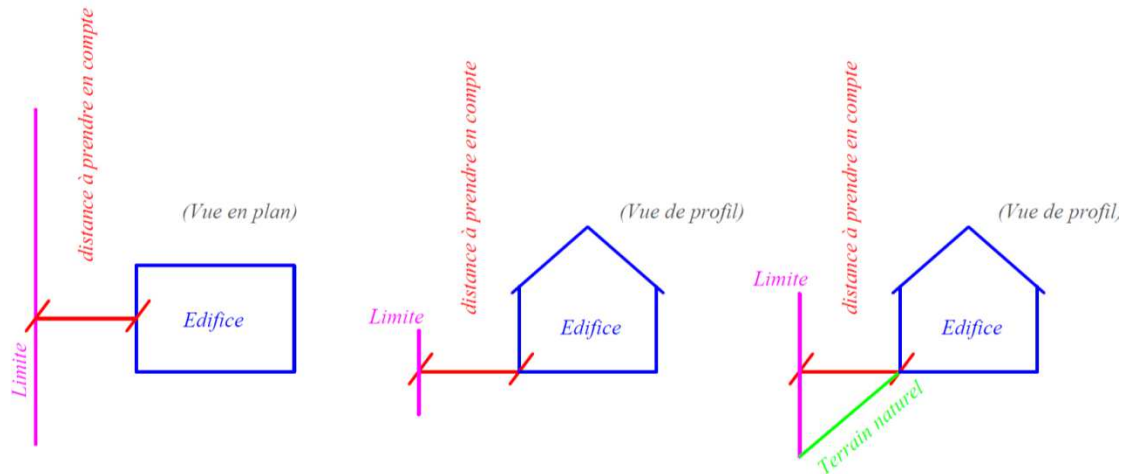 distance à prendre en compte
(Vue en plan)
Limite
Edifice
distance à prendre en compte
(Vue de profil)
Limite
Edifice
distance à prendre en compte
(Vue de profil,
Limite
Edifice
Terrain naturel